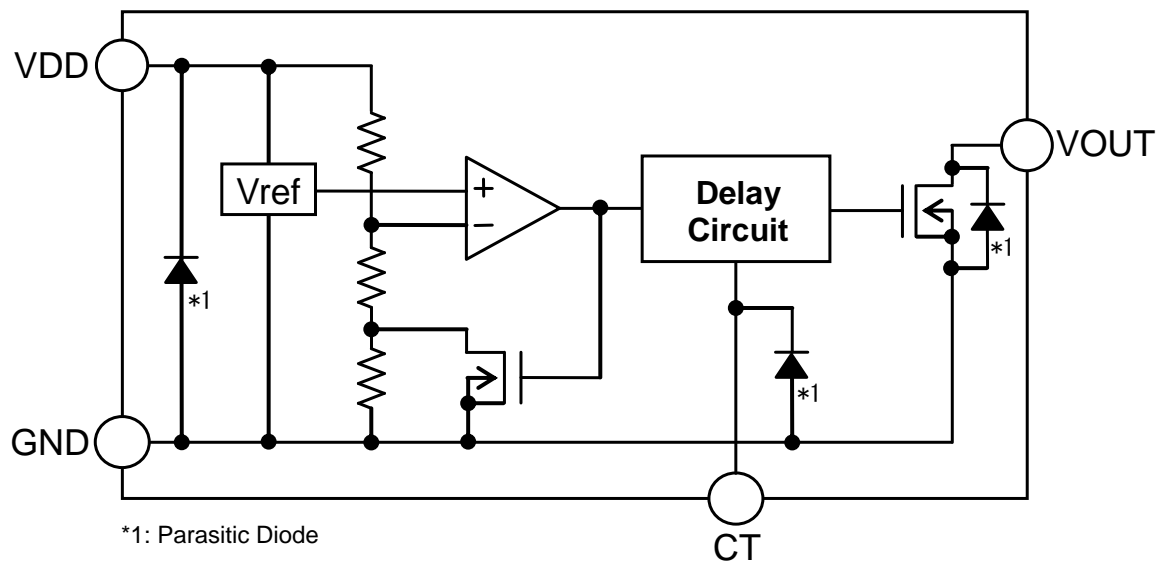 VDD
VOUT
Vref
+
−
Delay
Circuit
*1
*1
*1
GND
*1: Parasitic Diode
CT